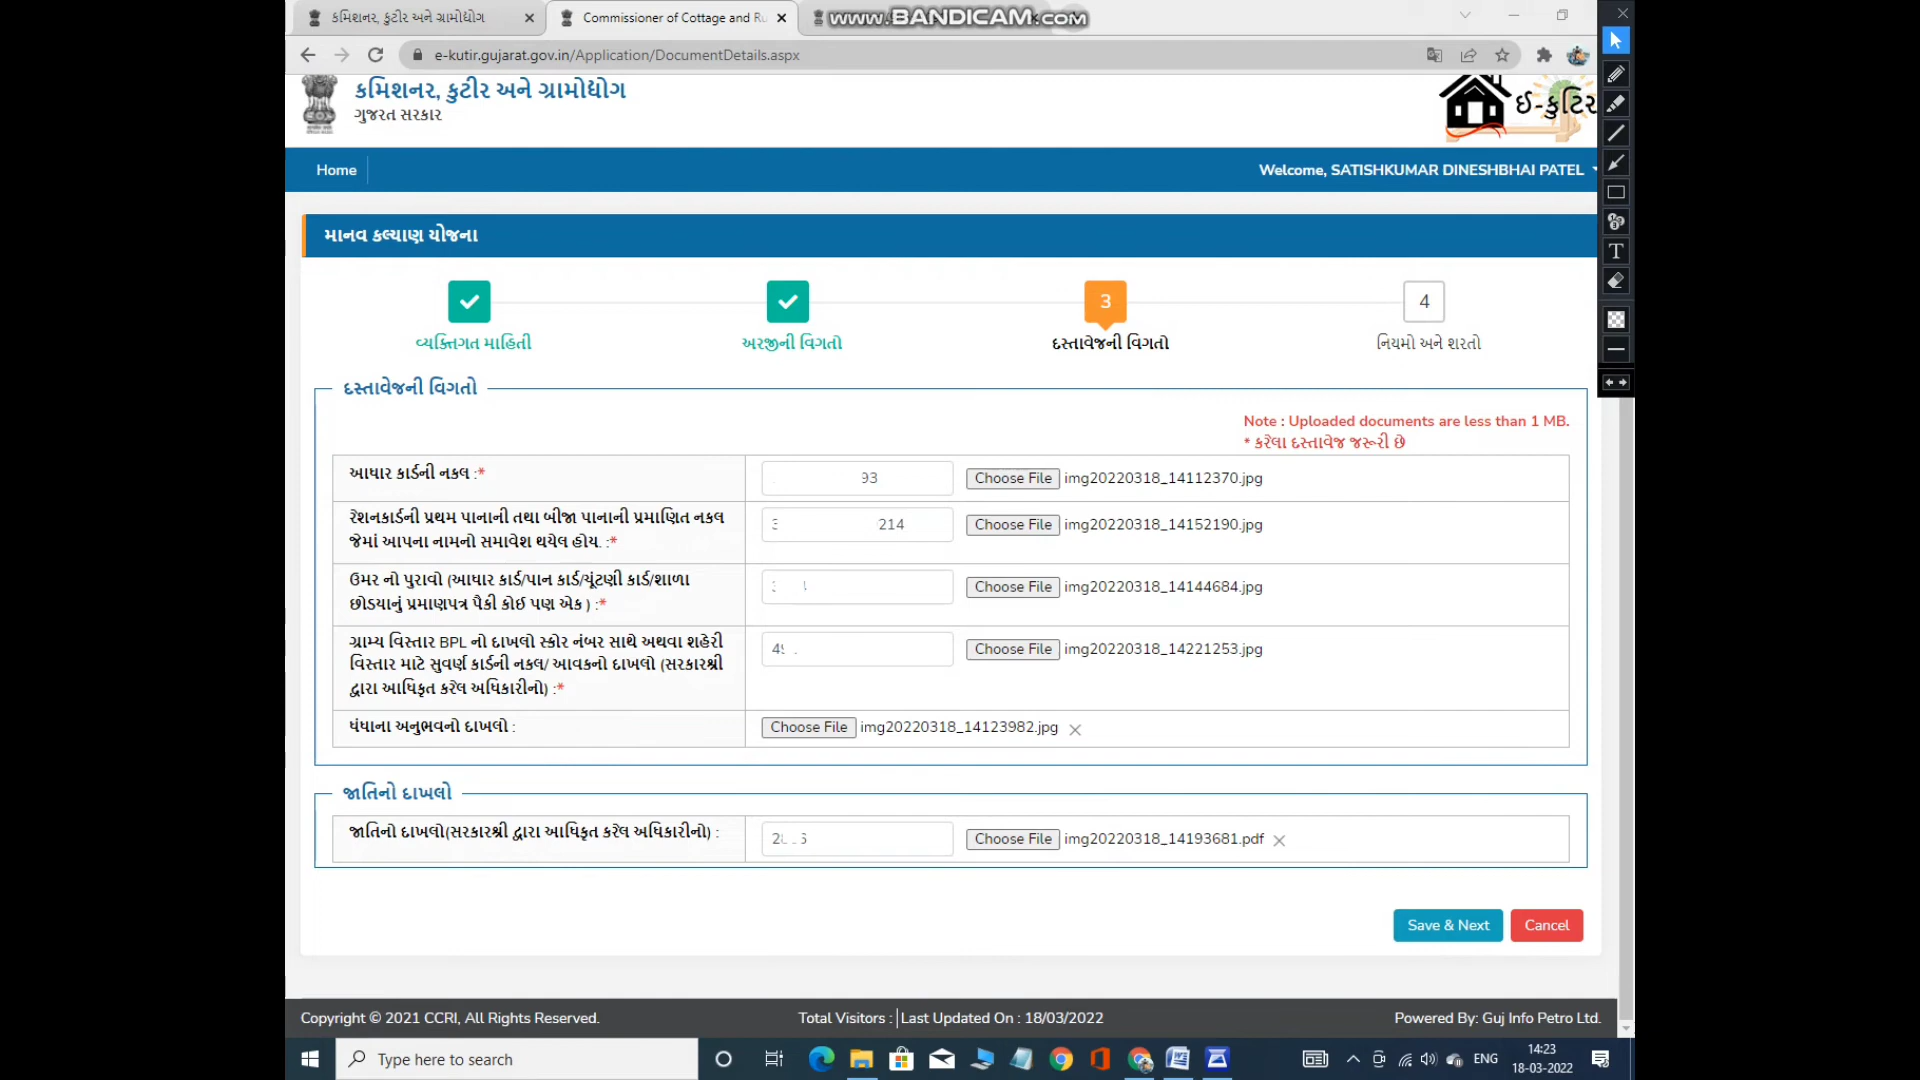 કમિશનર, કુટીર અને ગ્રામોદ્યોગ
Commissioner of Cottage and Ru
www.BANDICAM.com
e-kutir.gujarat.gov.in/Application/DocumentDetails.aspx
કમિશનર, કુટીર અને ગ્રામોદ્યોગ
ગુજરાત સરકાર
ઈ-કુટિર
Home
Welcome, SATISHKUMAR DINESHBHAI PATEL
માનવ કલ્યાણ યોજના
3
4
વ્યક્તિગત માહિતી
અરજીની વિગતો
દસ્તાવેજની વિગતો
નિયમો અને શરતો
દસ્તાવેજની વિગતો
Note : Uploaded documents are less than 1 MB.
* કરેલા દસ્તાવેજ જરૂરી છે
આધાર કાર્ડની નકલ :*
93
Choose File img20220318_14112370.jpg
રેશનકાર્ડની પ્રથમ પાનાની તથા બીજા પાનાની પ્રમાણિત નકલ
જેમાં આપના નામનો સમાવેશ થયેલ હોય. :*
3 214
Choose File img20220318_14152190.jpg
ઉમર નો પુરાવો (આધાર કાર્ડ/પાન કાર્ડ/ચૂંટણી કાર્ડ/શાળા
છોડયાનું પ્રમાણપત્ર પૈકી કોઈ પણ એક ) :*
Choose File img20220318_14144684.jpg
ગ્રામ્ય વિસ્તાર BPL નો દાખલો સ્કોર નંબર સાથે અથવા શહેરી
વિસ્તાર માટે સુવર્ણ કાર્ડની નકલ/ આવકનો દાખલો (સરકારશ્રી
દ્વારા આધિકૃત કરેલ અધિકારીનો) :*
Choose File img20220318_14221253.jpg
ધંધાના અનુભવનો દાખલો :
Choose File img20220318_14123982.jpg
જાતિનો દાખલો
જાતિનો દાખલો(સરકારશ્રી દ્વારા આધિકૃત કરેલ અધિકારીનો) :
Choose File img20220318_14193681.pdf
Save & Next
Cancel
Copyright © 2021 CCRI, All Rights Reserved.
Total Visitors : |Last Updated On : 18/03/2022
Powered By: Guj Info Petro Ltd.
Type here to search
ENG
14:23
18-03-2022